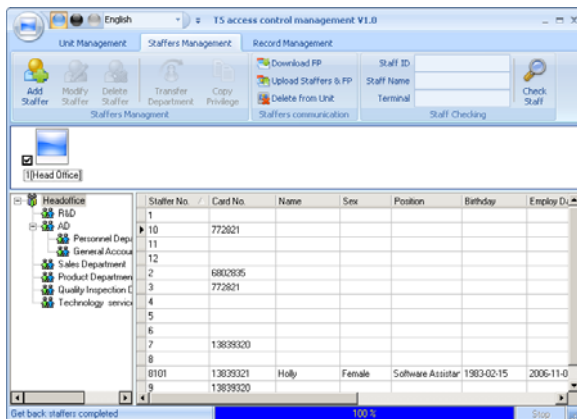 English T5 access control management V1.0
Unit Management Staffers Management Record Management
Add Staffer
Modify Staffer
Delete Staffer
Transfer Department
Copy Privilege
Staffers Managment
Download FP
Upload Staffers & FP
Delete from Unit
Staffers communication
Staff ID
Staff Name
Terminal
Check Staff
Staff Checking
1[Head Office]
Headoffice
R&D
AD
Personnel Depa
General Accou
Sales Department
Product Departmen
Quality Inspection D
Technology service
Staffer No. Card No. Name Sex Position Birthday Employ Da
1
10 772821
11
12
2 6802835
3 772821
4
5
6
7 13839320
8
8101 13839321 Holly Female Software Assistar 1983-02-15 2006-11-0
9 13839320
Get back staffers completed 100 % Stop